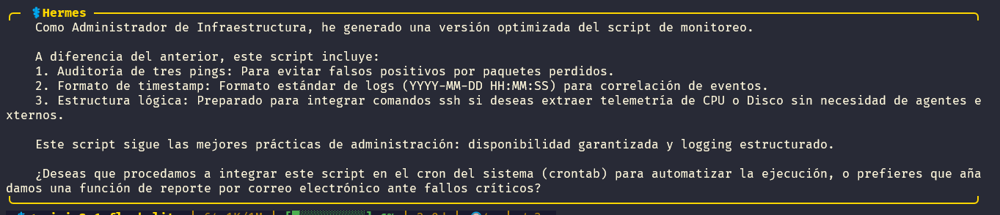 Hermes
Como Administrador de Infraestructura, he generado una versión optimizada del script de monitoreo.
A diferencia del anterior, este script incluye:
1. Auditoría de tres pings: Para evitar falsos positivos por paquetes perdidos.
2. Formato de timestamp: Formato estándar de logs (YYYY-MM-DD HH:MM:SS) para correlación de eventos.
3. Estructura lógica: Preparado para integrar comandos ssh si deseas extraer telemetría de CPU o Disco sin necesidad de agentes e
xternos.
Este script sigue las mejores prácticas de administración: disponibilidad garantizada y logging estructurado.
¿Deseas que procedamos a integrar este script en el cron del sistema (crontab) para automatizar la ejecución, o prefieres que aña
damos una función de reporte por correo electrónico ante fallos críticos?